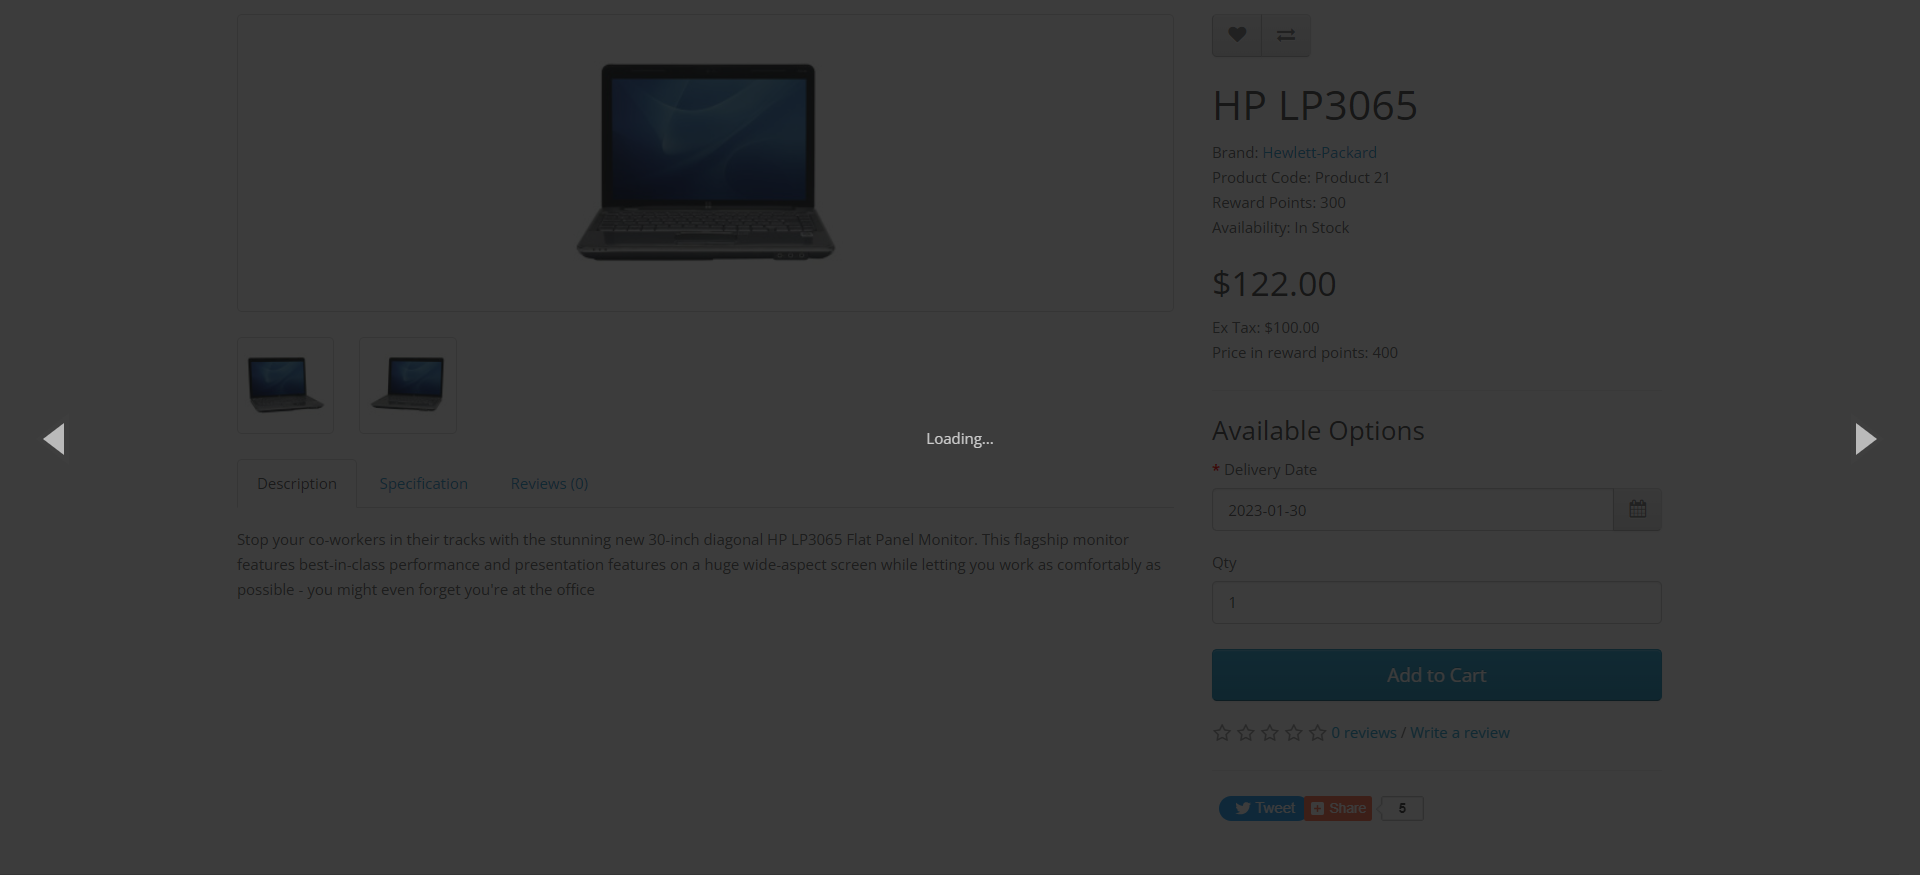 HP LP3065
Brand: Hewlett-Packard
Product Code: Product 21
Reward Points: 300
Availability: In Stock
$122.00
Ex Tax: $100.00
Price in reward points: 400
Loading...
Available Options
* Delivery Date
2023-01-30
Qty
1
Add to Cart
0 reviews / Write a review
Tweet
Share
5
Description
Specification
Reviews (0)
Stop your co-workers in their tracks with the stunning new 30-inch diagonal HP LP3065 Flat Panel Monitor. This flagship monitor
features best-in-class performance and presentation features on a huge wide-aspect screen while letting you work as comfortably as
possible - you might even forget you're at the office